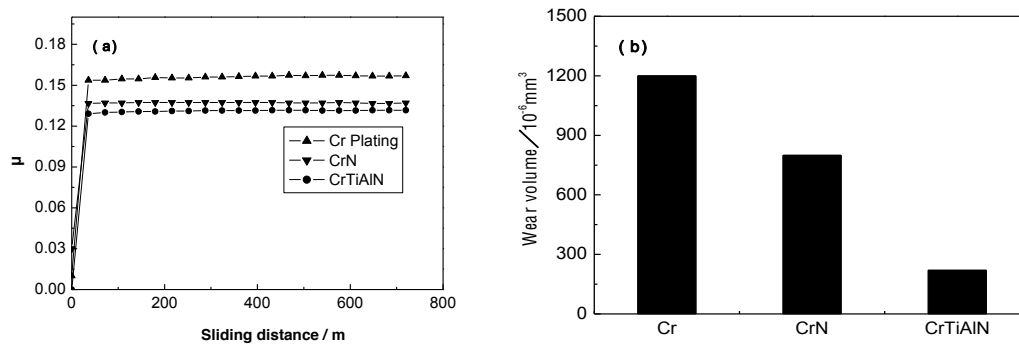 (a)
0.18
0.15
0.12
0.09
0.06
0.03
0.00
μ
Cr Plating
CrN
CrTiAlN
0 200 400 600 800
Sliding distance / m
(b)
1500
1200
900
600
300
0
Wear volume/10⁻⁶mm³
Cr CrN CrTiAlN